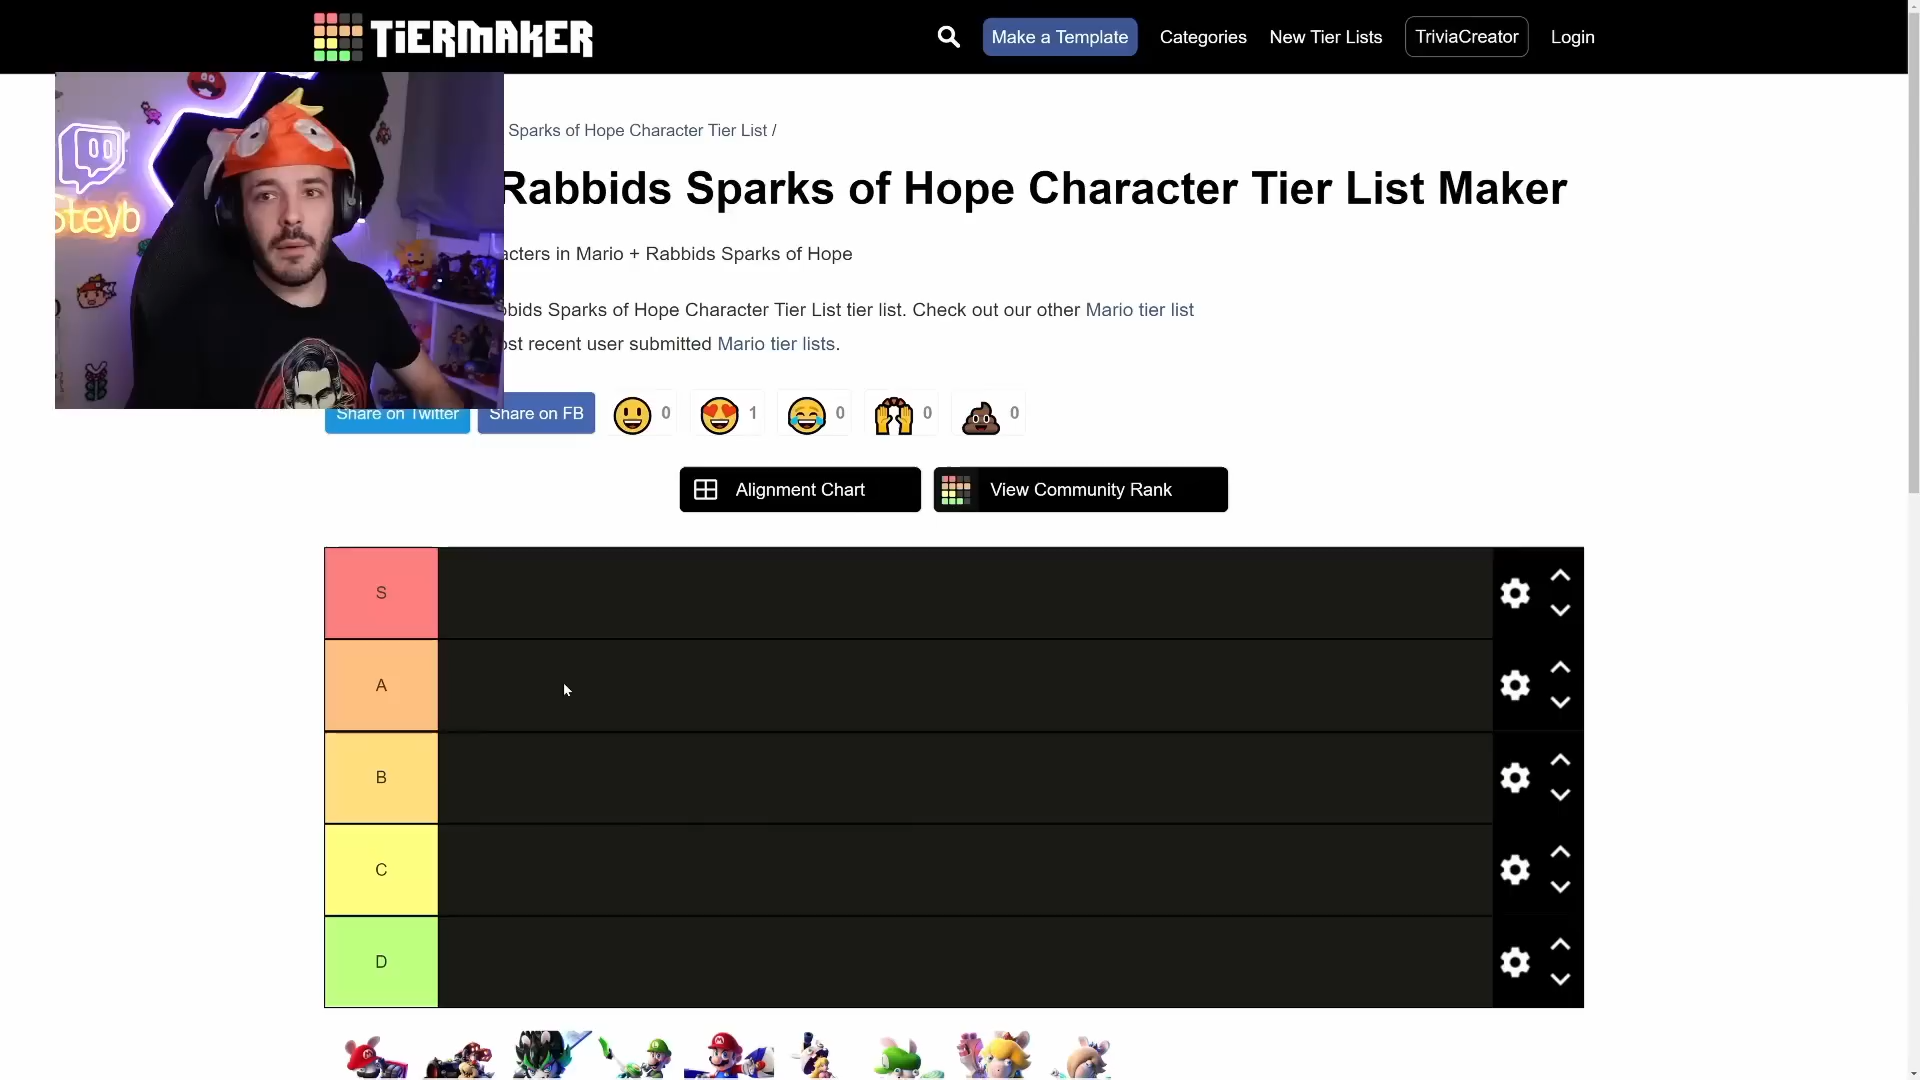 TiERMAKER
Make a Template
Categories
New Tier Lists
TriviaCreator
Login
Sparks of Hope Character Tier List /
Rabbids Sparks of Hope Character Tier List Maker
acters in Mario + Rabbids Sparks of Hope
bids Sparks of Hope Character Tier List tier list. Check out our other Mario tier list
st recent user submitted Mario tier lists.
Steyb
Share on Twitter
Share on FB
0
1
0
0
0
Alignment Chart
View Community Rank
S
A
B
C
D